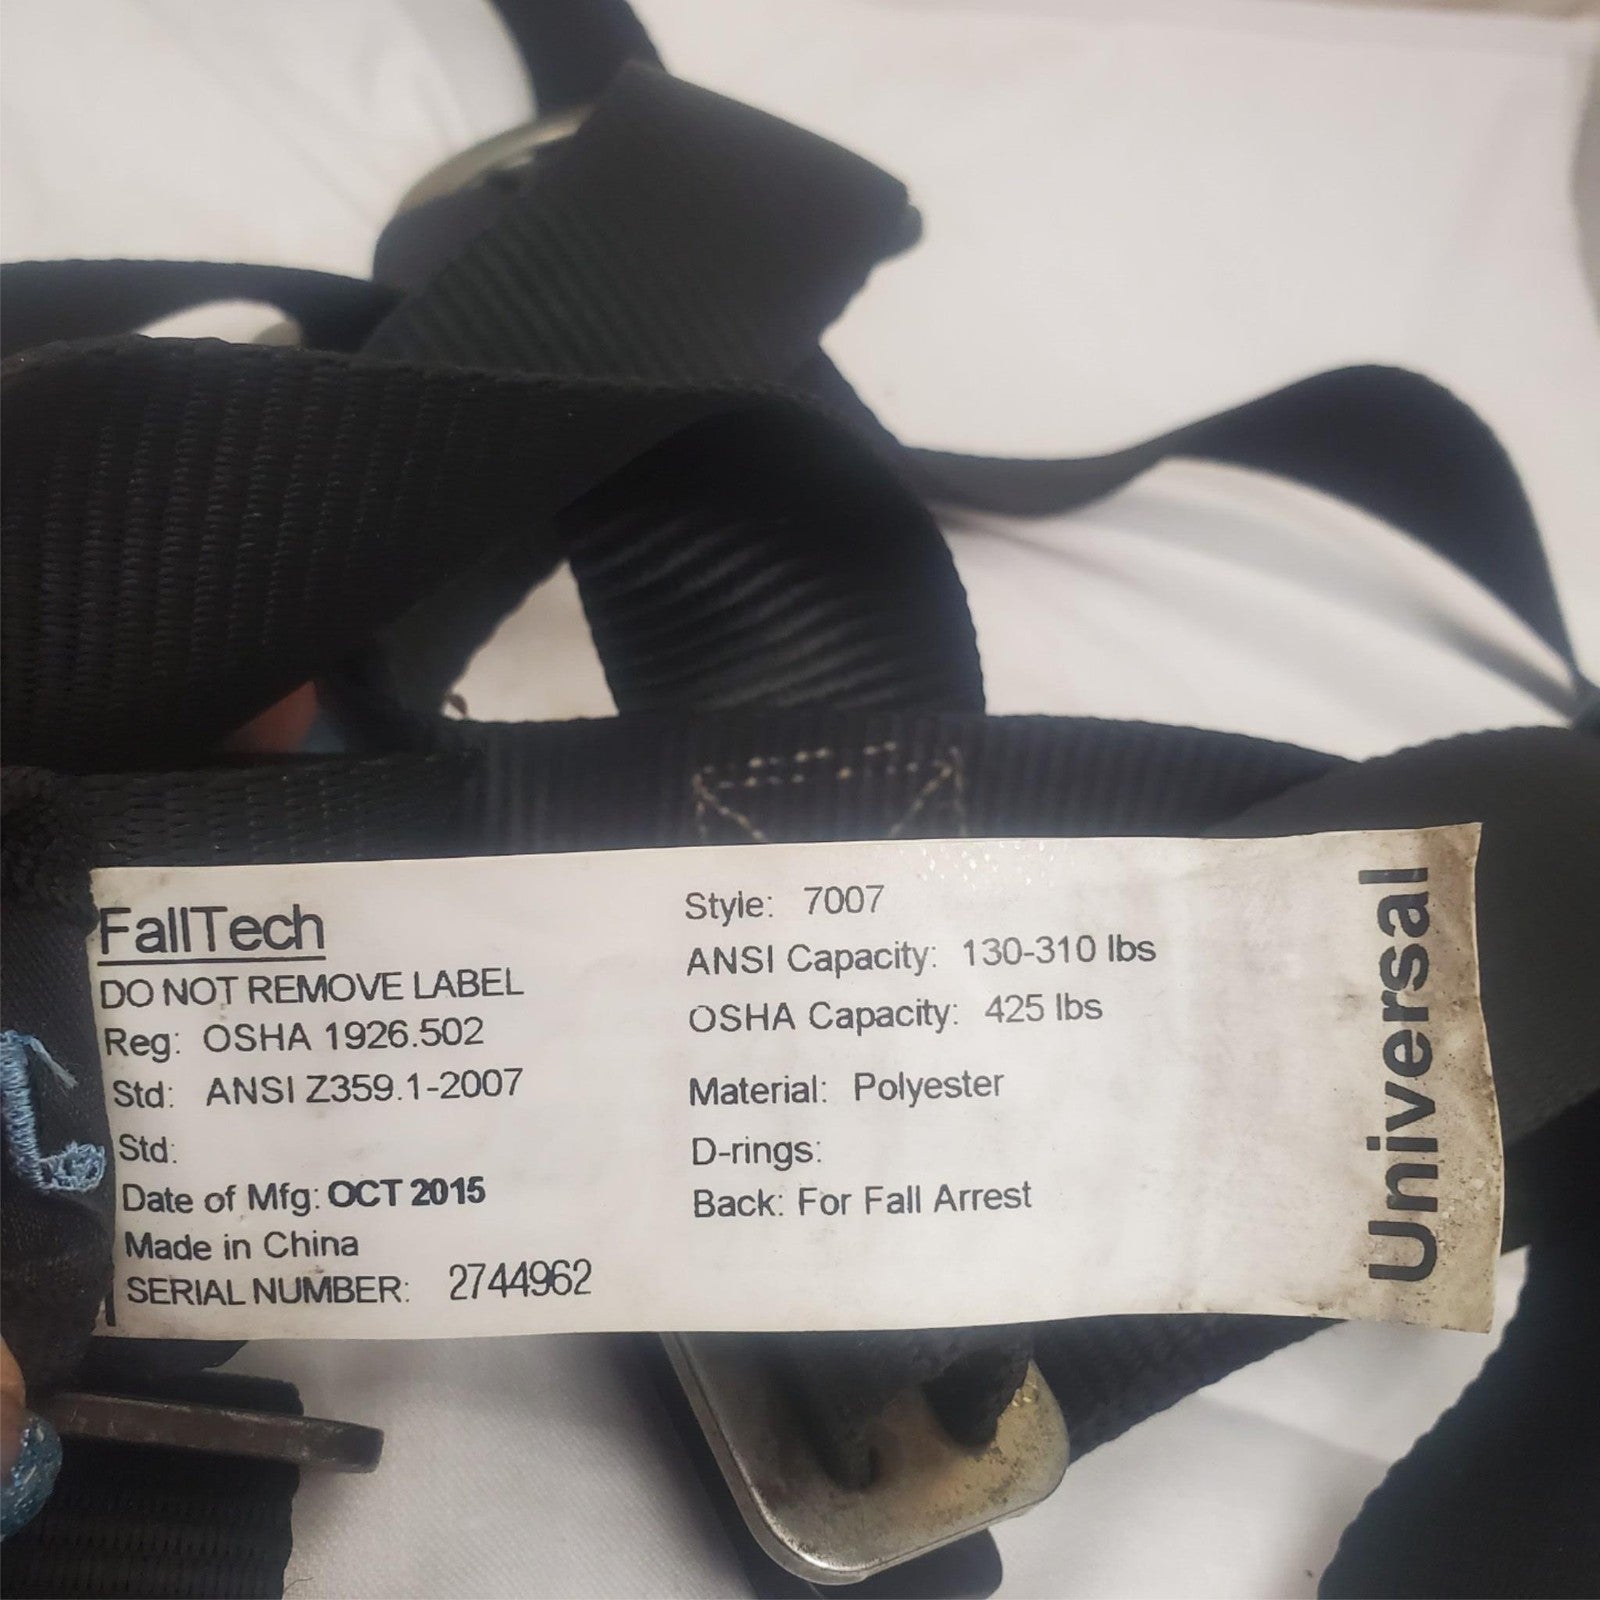 FallTech
DO NOT REMOVE LABEL
Reg: OSHA 1926.502
Std: ANSI Z359.1-2007
Std:
Date of Mfg: OCT 2015
Made in China
SERIAL NUMBER: 2744962
Style: 7007
ANSI Capacity: 130-310 lbs
OSHA Capacity: 425 lbs
Material: Polyester
D-rings:
Back: For Fall Arrest
Universal